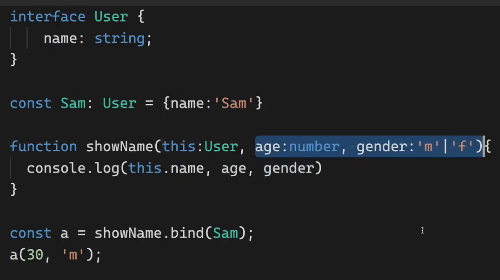 interface User {
    name: string;
}
const Sam: User = {name:'Sam'}
function showName(this:User, age:number, gender:'m'|'f'){
  console.log(this.name, age, gender)
}
const a = showName.bind(Sam);
a(30, 'm');